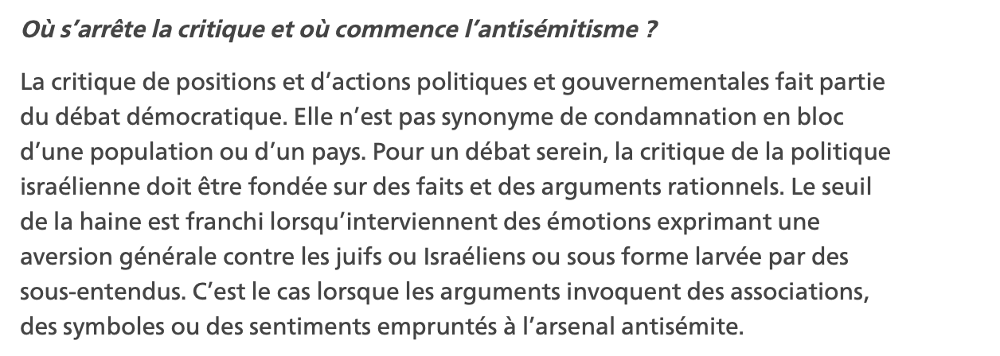 Où s’arrête la critique et où commence l’antisémitisme ?
La critique de positions et d’actions politiques et gouvernementales fait partie
du débat démocratique. Elle n’est pas synonyme de condamnation en bloc
d’une population ou d’un pays. Pour un débat serein, la critique de la politique
israélienne doit être fondée sur des faits et des arguments rationnels. Le seuil
de la haine est franchi lorsqu’interviennent des émotions exprimant une
aversion générale contre les juifs ou Israéliens ou sous forme larvée par des
sous-entendus. C’est le cas lorsque les arguments invoquent des associations,
des symboles ou des sentiments empruntés à l’arsenal antisémite.